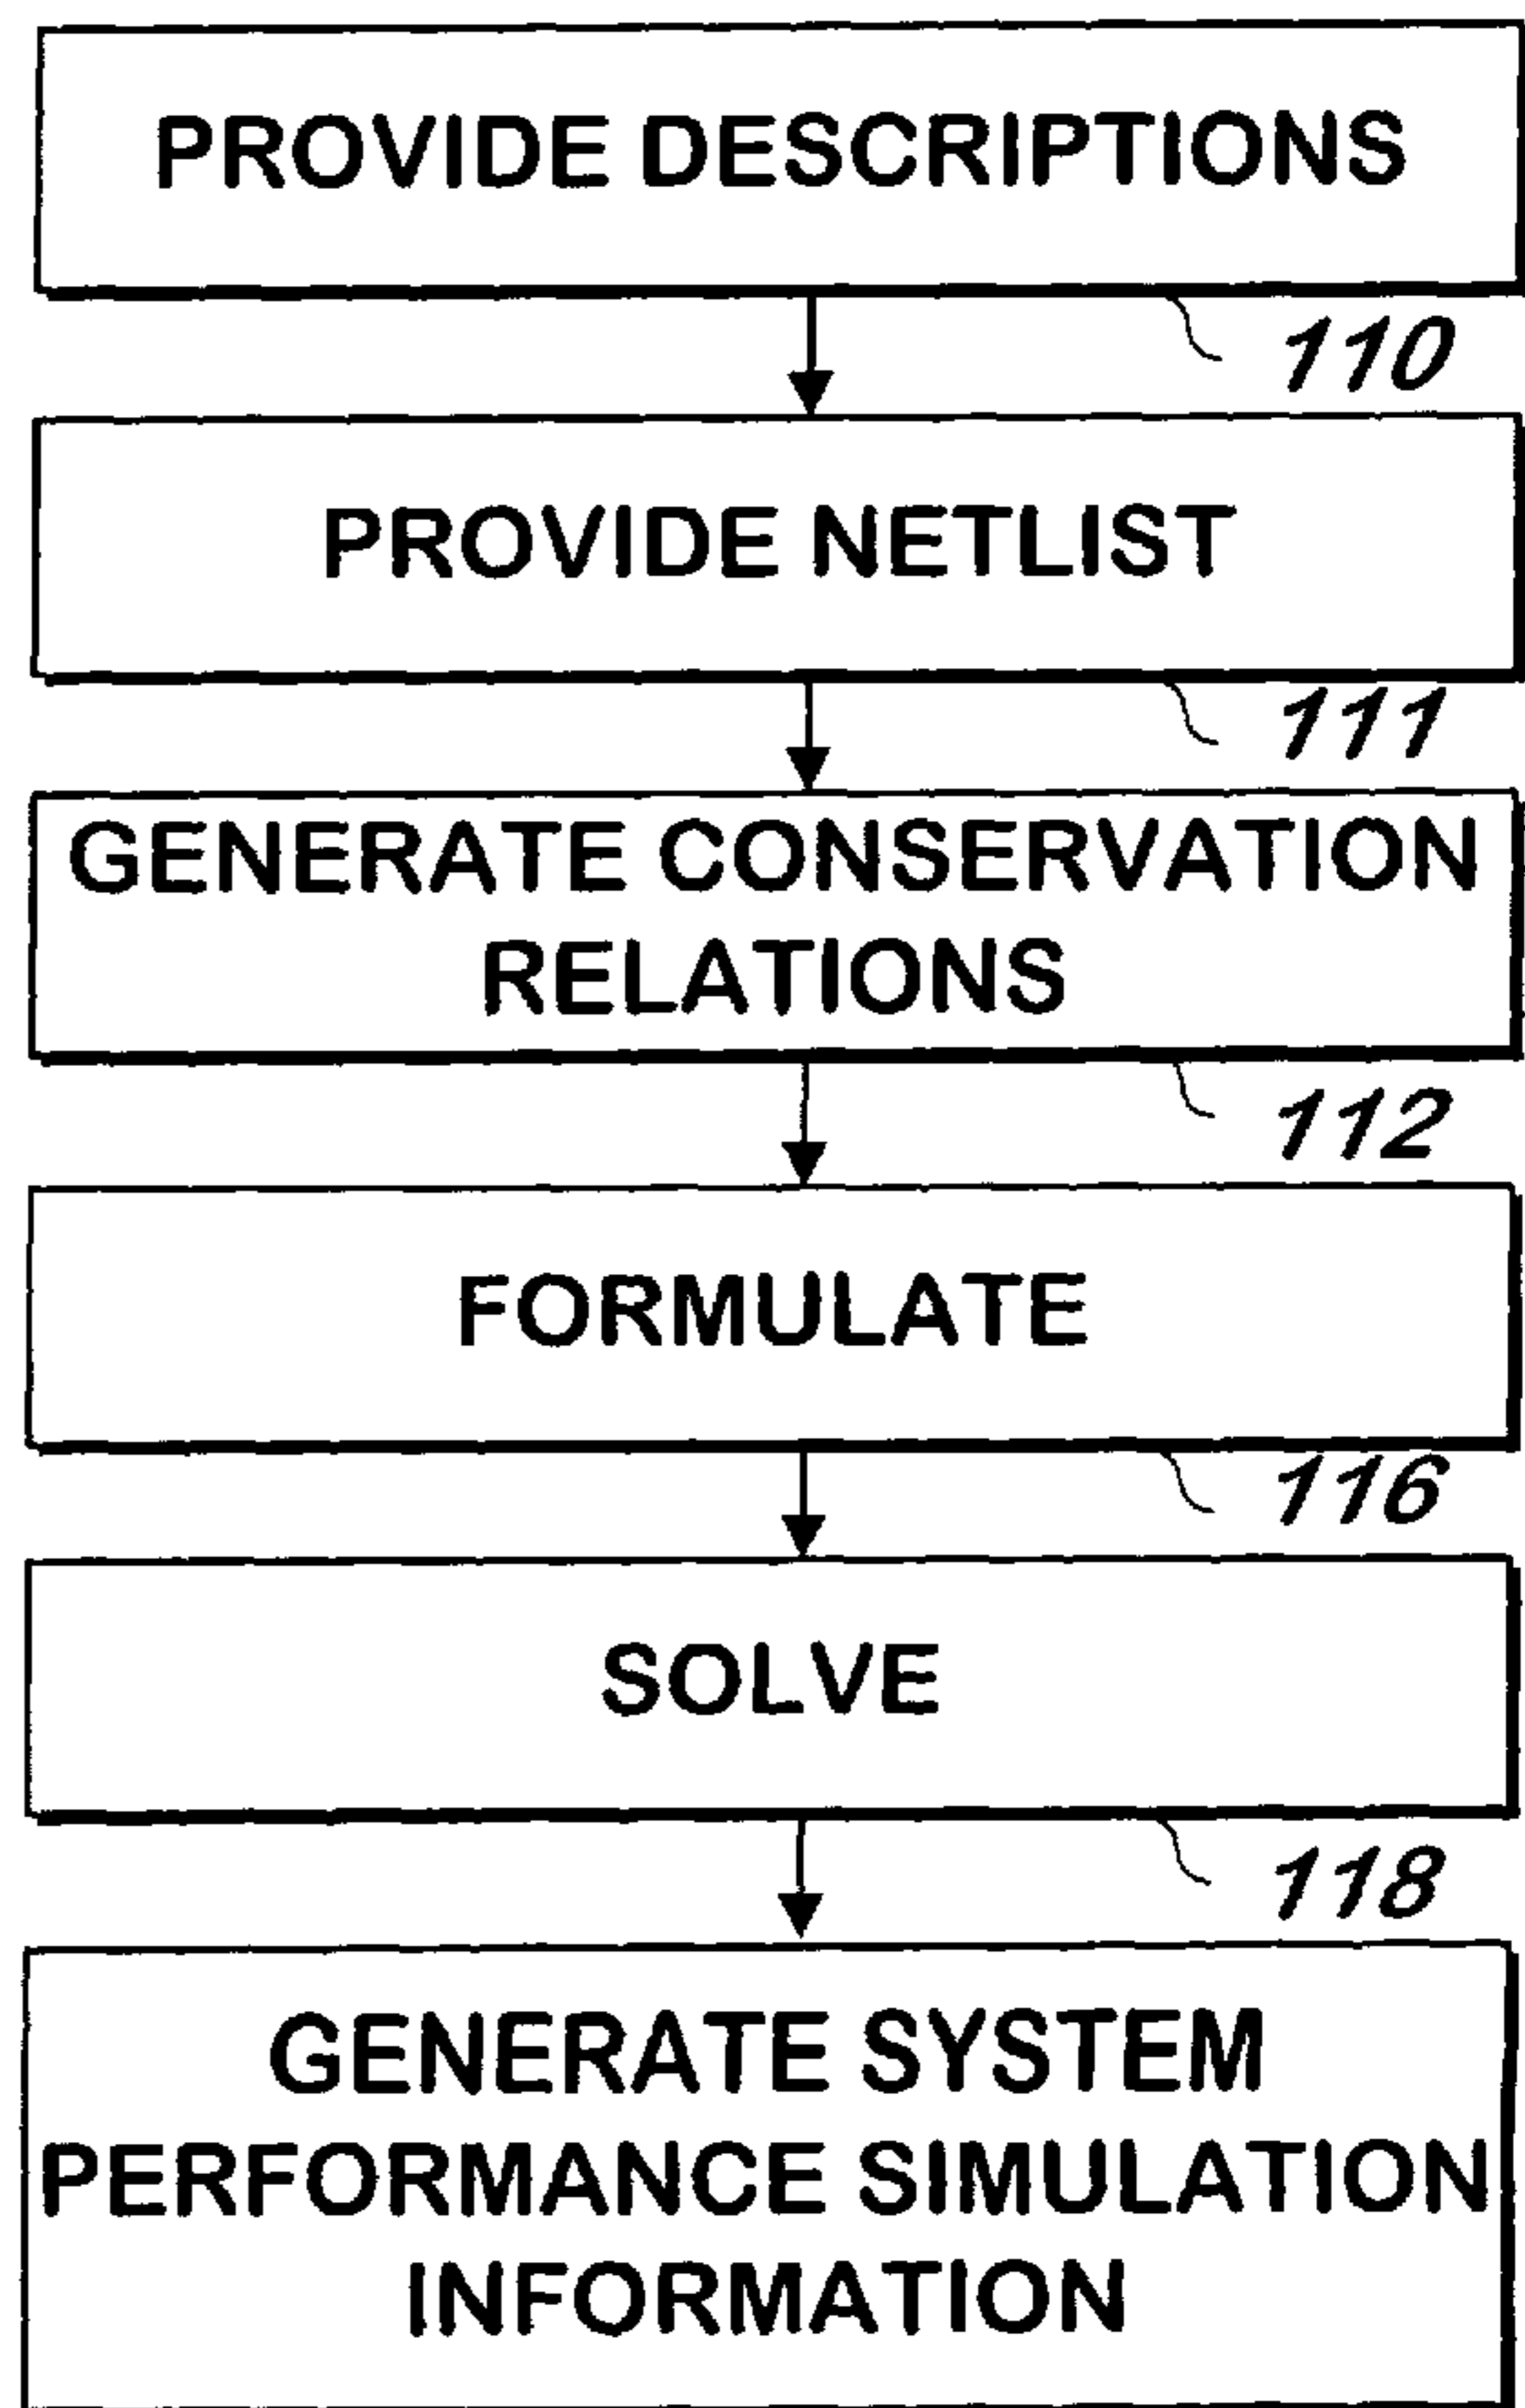 PROVIDE DESCRIPTIONS
110
PROVIDE NETLIST
111
GENERATE CONSERVATION
RELATIONS
112
FORMULATE
116
SOLVE
118
GENERATE SYSTEM
PERFORMANCE SIMULATION
INFORMATION